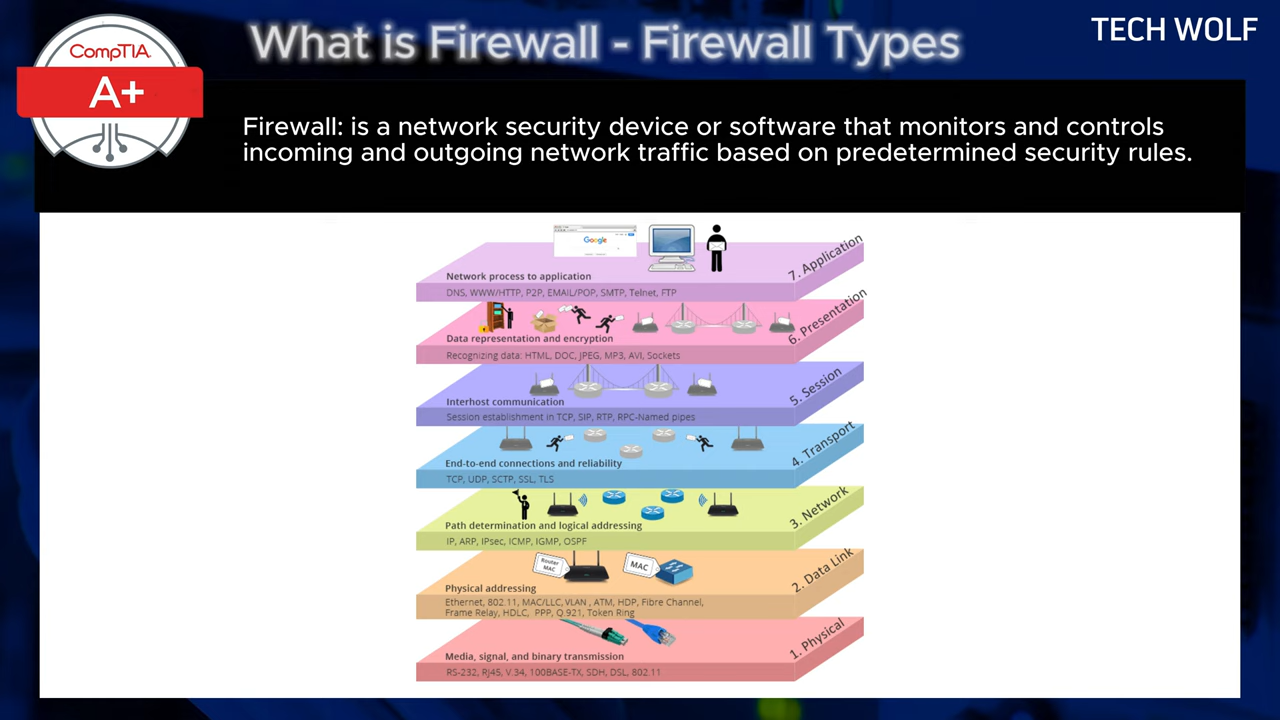 CompTIA.
A+
What is Firewall - Firewall Types
TECH WOLF
Firewall: is a network security device or software that monitors and controls
incoming and outgoing network traffic based on predetermined security rules.
Google
7. Application
Network process to application
DNS, WWW/HTTP, P2P, EMAIL/POP, SMTP, Telnet, FTP
6. Presentation
Data representation and encryption
Recognizing data: HTML, DOC, JPEG, MP3, AVI, Sockets
5. Session
Interhost communication
Session establishment in TCP, SIP, RTP, RPC-Named pipes
4. Transport
End-to-end connections and reliability
TCP, UDP, SCTP, SSL, TLS
3. Network
Path determination and logical addressing
IP, ARP, IPsec, ICMP, IGMP, OSPF
Router
MAC
MAC
2. Data Link
Physical addressing
Ethernet, 802.11, MAC/LLC, VLAN , ATM, HDP, Fibre Channel,
Frame Relay, HDLC, PPP, Q.921, Token Ring
1. Physical
Media, signal, and binary transmission
RS-232, RJ45, V.34, 100BASE-TX, SDH, DSL, 802.11